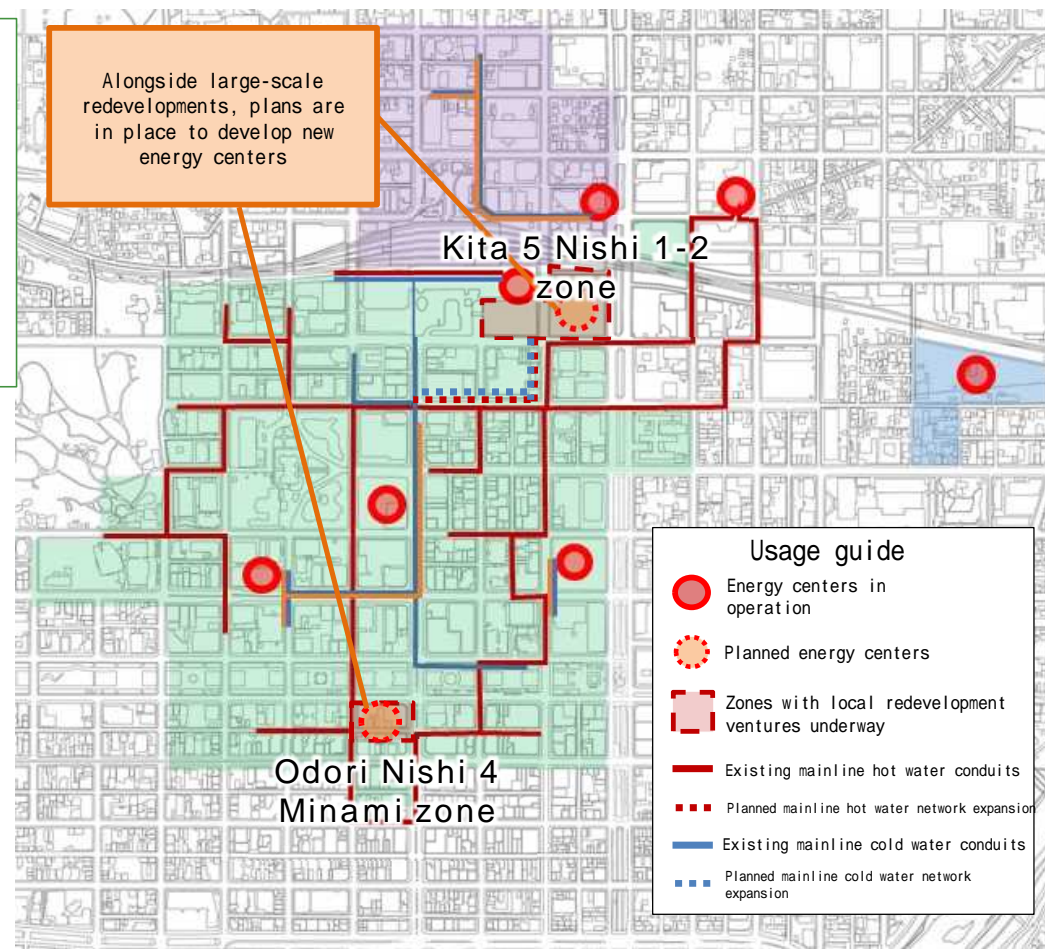 Alongside large-scale
redevelopments, plans are
in place to develop new
energy centers
Kita 5 Nishi 1-2
zone
Odori Nishi 4
Minami zone
Usage guide
Energy centers in
operation
Planned energy centers
Zones with local redevelopment
ventures underway
Existing mainline hot water conduits
Planned mainline hot water network expansion
Existing mainline cold water conduits
Planned mainline cold water network
expansion